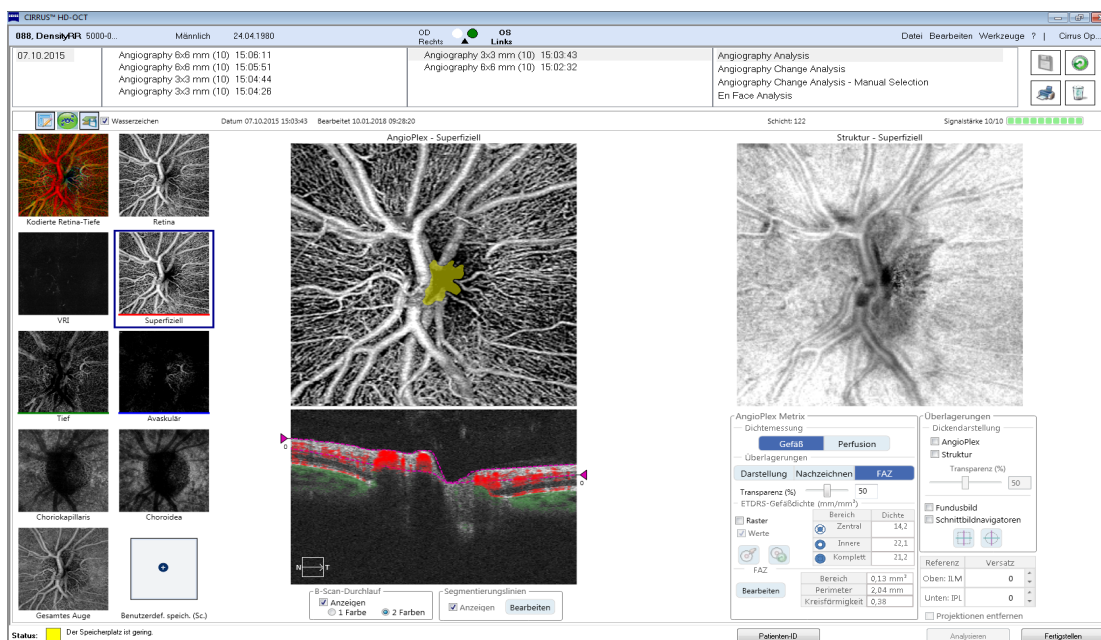 CIRRUS™ HD-OCT
088, DensityRR 5000-0... Männlich 24.04.1980 OD Rechts OS Links Datei Bearbeiten Werkzeuge ? | Cirrus Op...
07.10.2015
Angiography 6x6 mm (10) 15:06:11
Angiography 6x6 mm (10) 15:05:51
Angiography 3x3 mm (10) 15:04:44
Angiography 3x3 mm (10) 15:04:26
Angiography 3x3 mm (10) 15:03:43
Angiography 6x6 mm (10) 15:02:32
Angiography Analysis
Angiography Change Analysis
Angiography Change Analysis - Manual Selection
En Face Analysis
Wasserzeichen Datum 07.10.2015 15:03:43 Bearbeitet 10.01.2018 09:28:20 Schicht: 122 Signalstärke 10/10
Kodierte Retina-Tiefe Retina
VRI Superfiziell
Tief Avaskulär
Choriokapillaris Choroidea
Gesamtes Auge Benutzerdef. speich. (Sc.)
AngioPlex - Superfiziell
0
0
N T
B-Scan-Durchlauf
Anzeigen
1 Farbe 2 Farben
Segmentierungslinien
Anzeigen Bearbeiten
Struktur - Superfiziell
AngioPlex Metrix
Dichtemessung
Gefäß Perfusion
Überlagerungen
Darstellung Nachzeichnen FAZ
Transparenz (%) 50
ETDRS-Gefäßdichte (mm/mm²)
Raster
Werte
Bereich Dichte
Zentral 14,2
Innere 22,1
Komplett 21,2
FAZ
Bearbeiten
Bereich 0,13 mm²
Perimeter 2,04 mm
Kreisförmigkeit 0,38
Überlagerungen
Dickendarstellung
AngioPlex
Struktur
Transparenz (%)
50
Fundusbild
Schnittbildnavigatoren
Referenz Versatz
Oben: ILM 0
Unten: IPL 0
Projektionen entfernen
Status: Der Speicherplatz ist gering. Patienten-ID Analysieren Fertigstellen